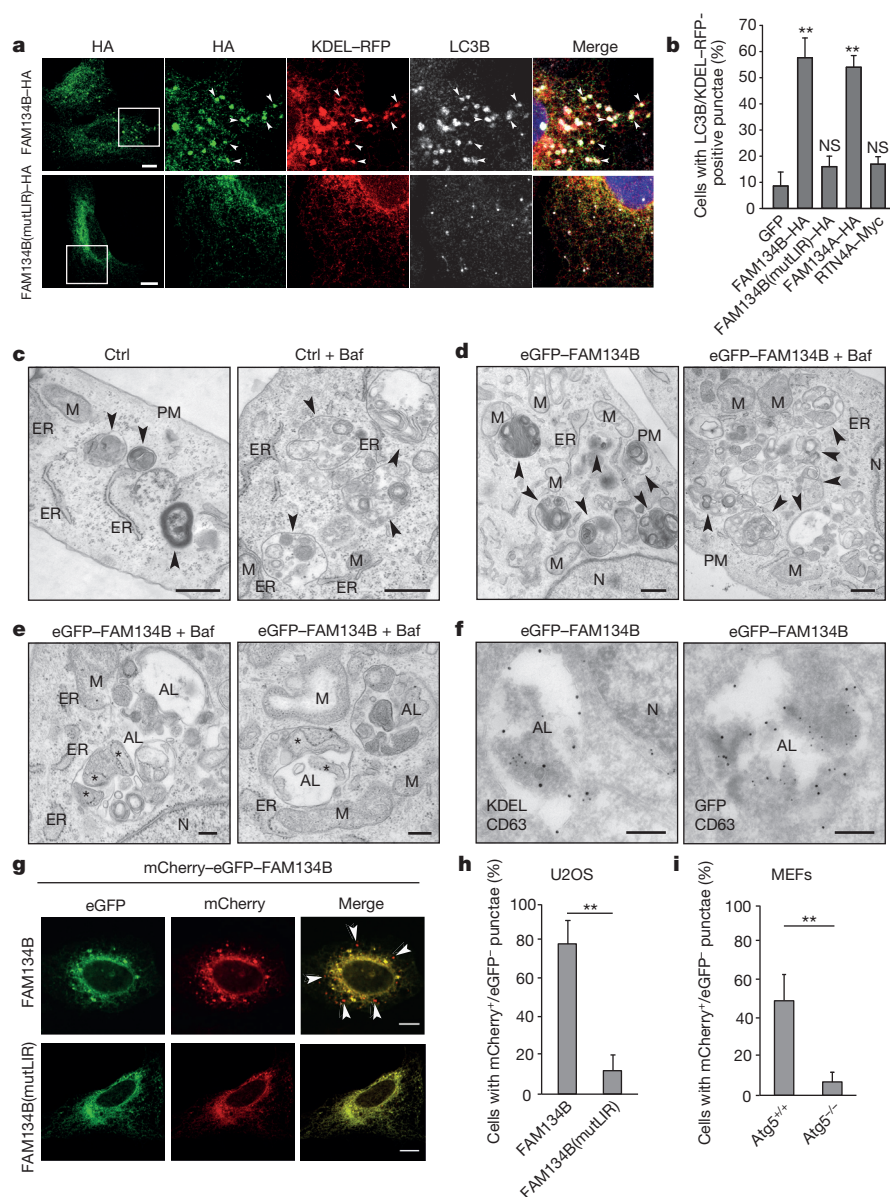 a
HA
HA
KDEL–RFP
LC3B
Merge
FAM134B–HA
FAM134B(mutLIR)–HA
b
Cells with LC3B/KDEL–RFP-
positive punctae (%)
70
60
50
40
30
20
10
0
**
NS
**
NS
GFP
FAM134B–HA
FAM134B(mutLIR)–HA
FAM134A–HA
RTN4A–Myc
c
Ctrl
Ctrl + Baf
M
PM
ER
ER
ER
ER
ER
M
M
ER
ER
d
eGFP–FAM134B
eGFP–FAM134B + Baf
M
M
M
ER
PM
M
M
N
M
M
ER
N
PM
M
e
eGFP–FAM134B + Baf
eGFP–FAM134B + Baf
M
ER
AL
ER
AL
*
*
*
ER
N
M
AL
*
*
*
AL
M
ER
M
f
eGFP–FAM134B
eGFP–FAM134B
N
AL
KDEL
CD63
AL
GFP
CD63
g
mCherry–eGFP–FAM134B
eGFP
mCherry
Merge
FAM134B
FAM134B(mutLIR)
h
U2OS
Cells with mCherry⁺/eGFP⁻ punctae (%)
100
80
60
40
20
0
**
FAM134B
FAM134B(mutLIR)
i
MEFs
Cells with mCherry⁺/eGFP⁻ punctae (%)
100
80
60
40
20
0
**
Atg5⁺/⁺
Atg5⁻/⁻